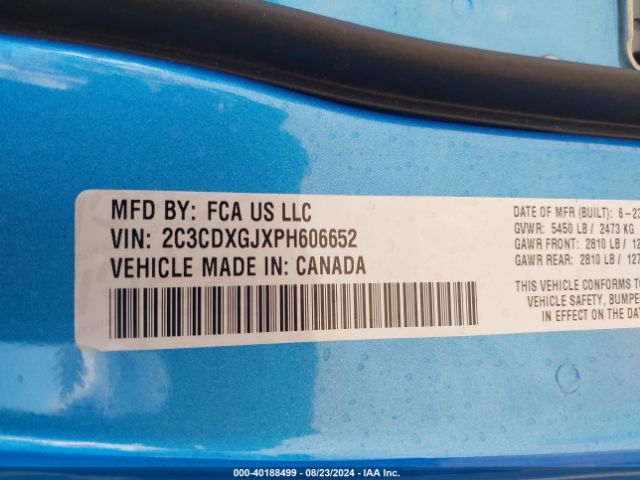 MFD BY: FCA US LLC
VIN: 2C3CDXGJXPH606652
VEHICLE MADE IN: CANADA
DATE OF MFR (BUILT): 6-23
GVWR: 5450 LB / 2473 KG
GAWR FRONT: 2810 LB / 12
GAWR REAR: 2810 LB / 127
THIS VEHICLE CONFORMS TO
VEHICLE SAFETY, BUMPE
IN EFFECT ON THE DAT
000-40188499 - 08/23/2024 - IAA Inc.